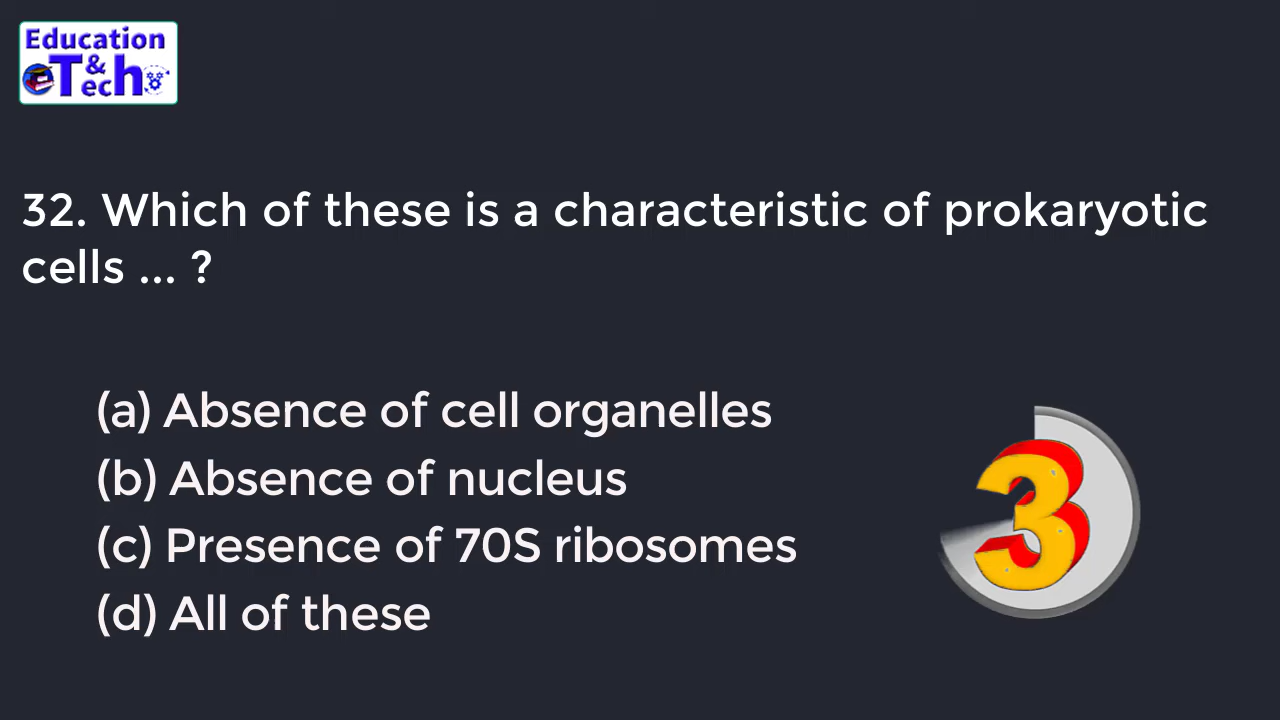 Education
&
Tech
32. Which of these is a characteristic of prokaryotic
cells ... ?
(a) Absence of cell organelles
(b) Absence of nucleus
(c) Presence of 70S ribosomes
(d) All of these
3